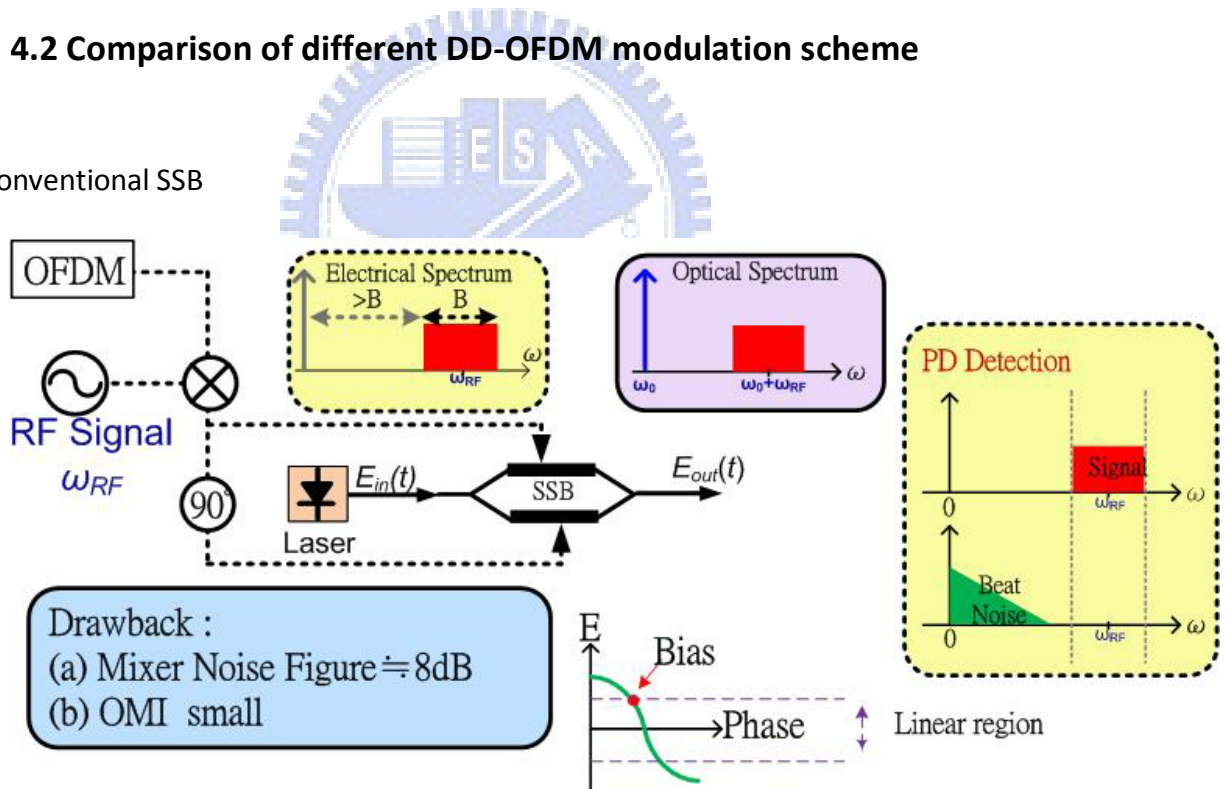 4.2 Comparison of different DD-OFDM modulation scheme
ESA
onventional SSB
OFDM
RF Signal
ωRF
90°
Electrical Spectrum
>B
B
ω
ωRF
Optical Spectrum
ω0
ω0+ωRF
ω
Laser
Ein(t)
SSB
Eout(t)
PD Detection
Signal
0
ωRF
ω
Beat
Noise
0
ωRF
ω
Drawback :
(a) Mixer Noise Figure≒8dB
(b) OMI small
E
Bias
Phase
Linear region